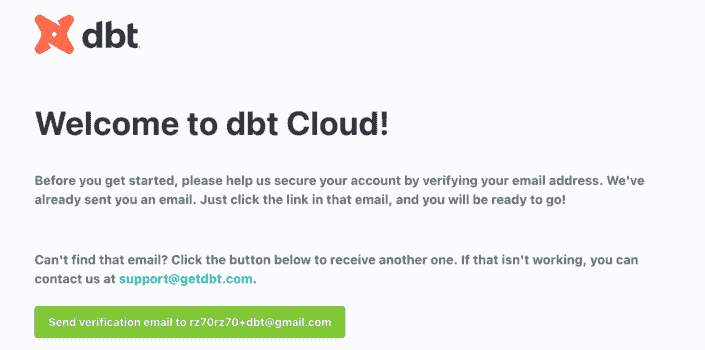 dbt
Welcome to dbt Cloud!
Before you get started, please help us secure your account by verifying your email address. We've
already sent you an email. Just click the link in that email, and you will be ready to go!
Can't find that email? Click the button below to receive another one. If that isn't working, you can
contact us at support@getdbt.com.
Send verification email to rz70rz70+dbt@gmail.com